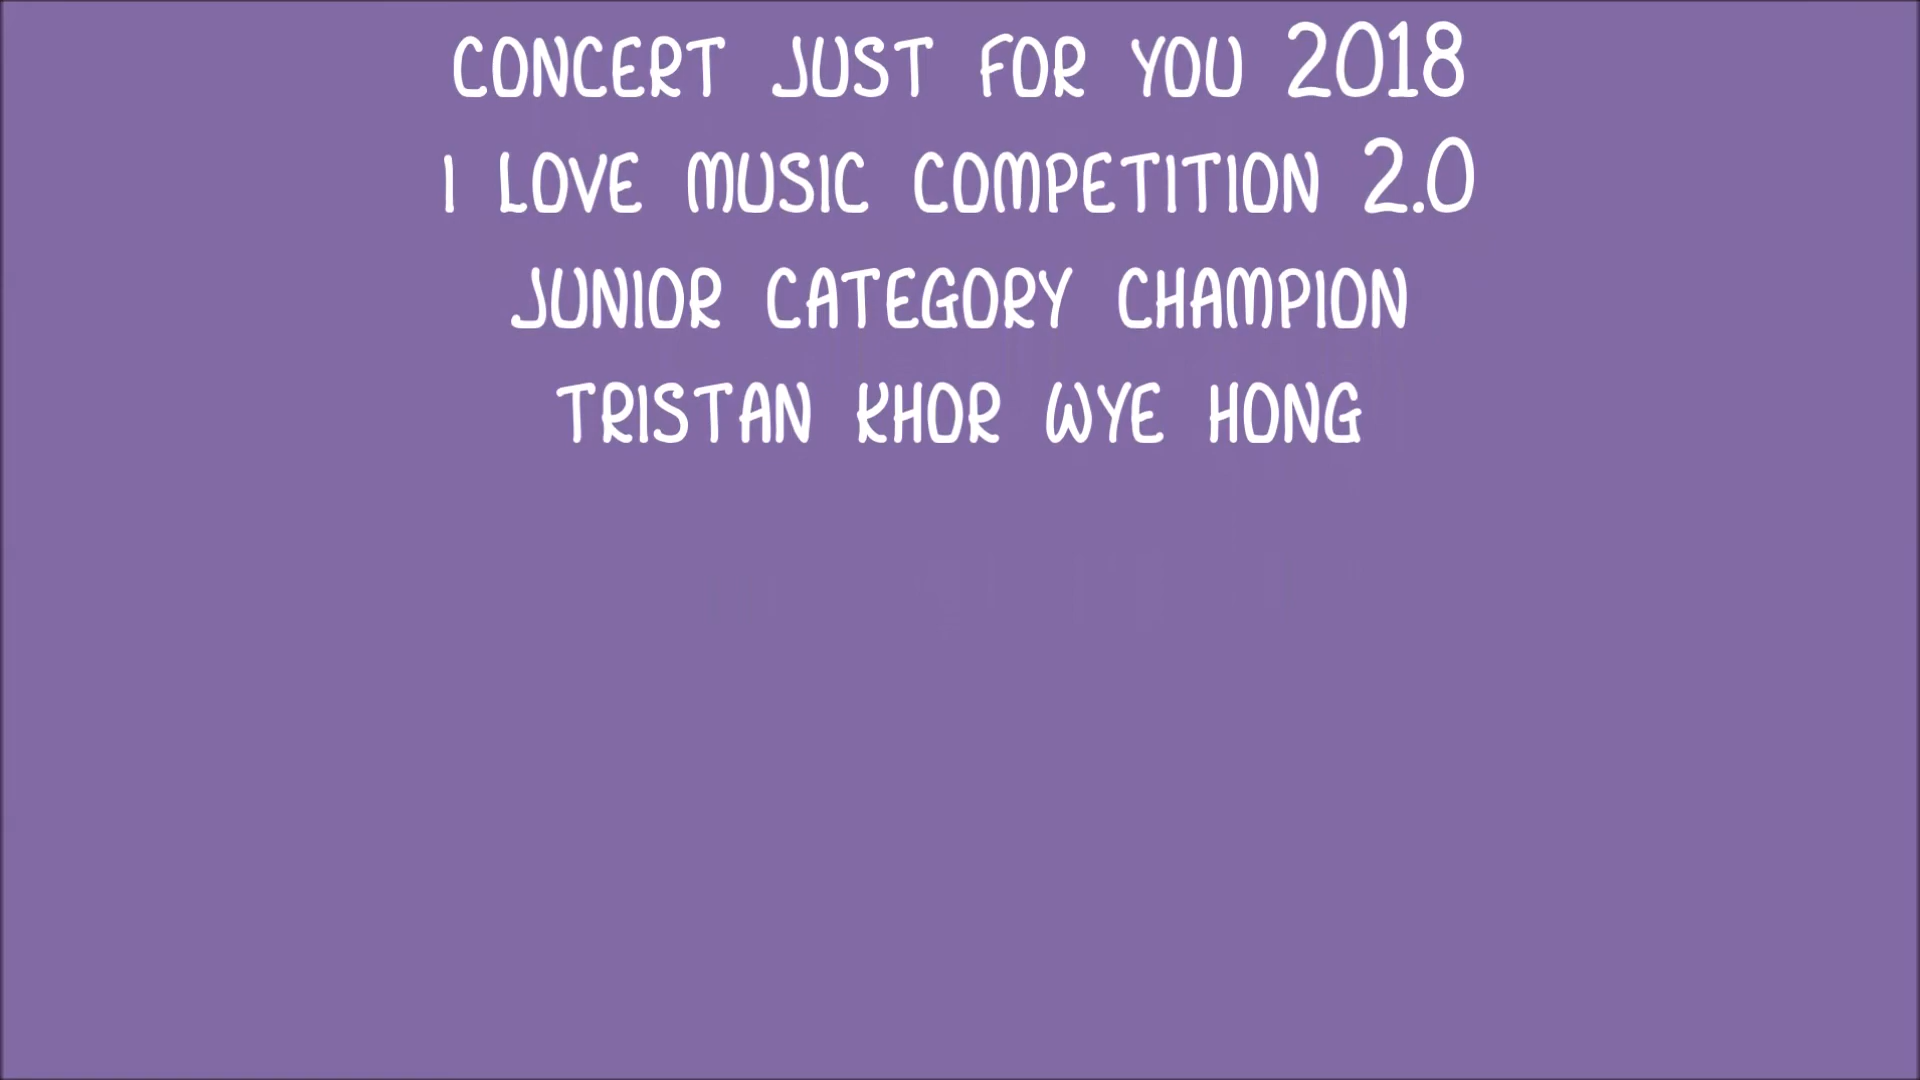 CONCERT JUST FOR YOU 2018
I LOVE MUSIC COMPETITION 2.0
JUNIOR CATEGORY CHAMPION
TRISTAN KHOR WYE HONG